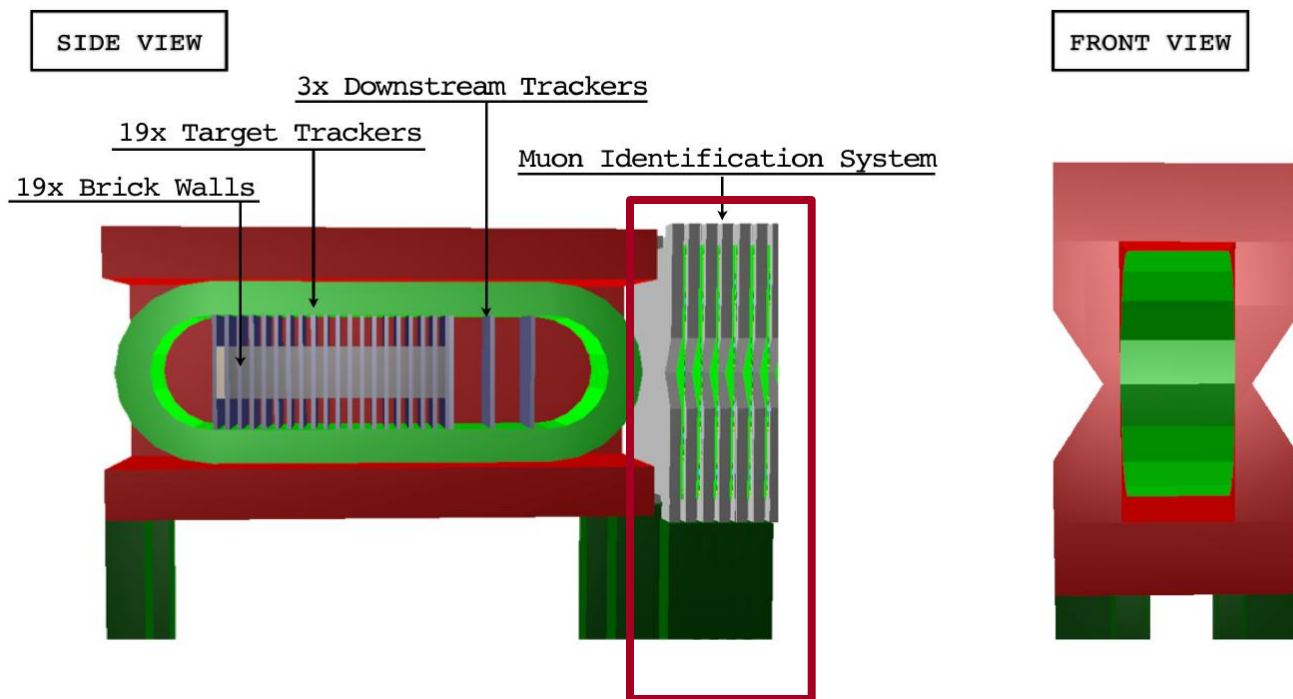 SIDE VIEW
FRONT VIEW
3x Downstream Trackers
19x Target Trackers
Muon Identification System
19x Brick Walls